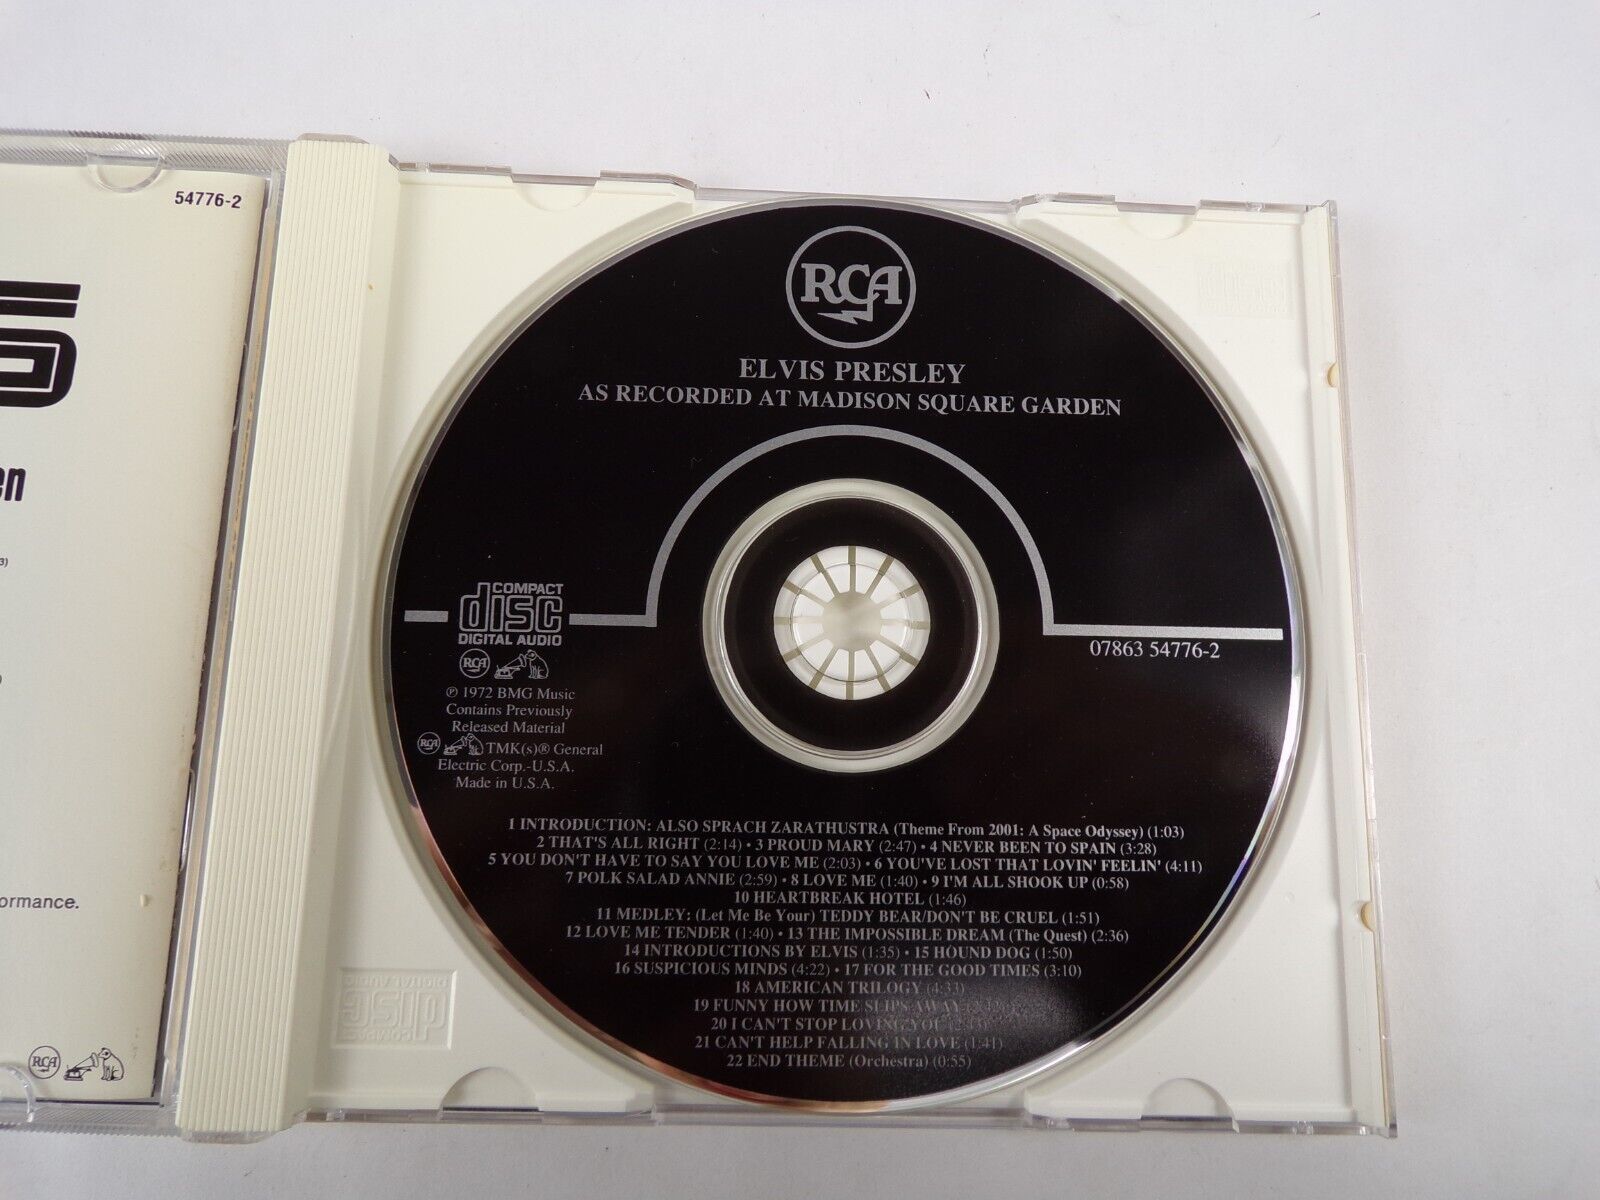 54776-2
en
3)
ormance.
RCA
RCA
ELVIS PRESLEY
AS RECORDED AT MADISON SQUARE GARDEN
COMPACT
disc
DIGITAL AUDIO
07863 54776-2
RCA
℗ 1972 BMG Music
Contains Previously
Released Material
RCA TMK(s)® General
Electric Corp.-U.S.A.
Made in U.S.A.
1 INTRODUCTION: ALSO SPRACH ZARATHUSTRA (Theme From 2001: A Space Odyssey) (1:03)
2 THAT'S ALL RIGHT (2:14) • 3 PROUD MARY (2:47) • 4 NEVER BEEN TO SPAIN (3:28)
5 YOU DON'T HAVE TO SAY YOU LOVE ME (2:03) • 6 YOU'VE LOST THAT LOVIN' FEELIN' (4:11)
7 POLK SALAD ANNIE (2:59) • 8 LOVE ME (1:40) • 9 I'M ALL SHOOK UP (0:58)
10 HEARTBREAK HOTEL (1:46)
11 MEDLEY: (Let Me Be Your) TEDDY BEAR/DON'T BE CRUEL (1:51)
12 LOVE ME TENDER (1:40) • 13 THE IMPOSSIBLE DREAM (The Quest) (2:36)
14 INTRODUCTIONS BY ELVIS (1:35) • 15 HOUND DOG (1:50)
16 SUSPICIOUS MINDS (4:22) • 17 FOR THE GOOD TIMES (3:10)
18 AMERICAN TRILOGY (4:33)
19 FUNNY HOW TIME SLIPS AWAY
20 I CAN'T STOP LOVING YOU
21 CAN'T HELP FALLING IN LOVE (1:41)
22 END THEME (Orchestra) (0:55)
COMPACT
disc
DIGITAL AUDIO